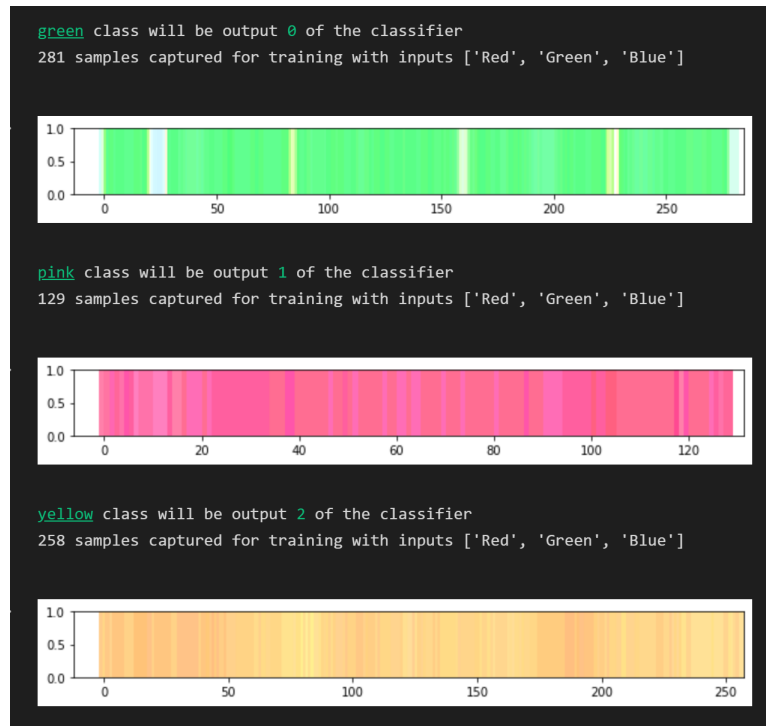 green class will be output 0 of the classifier
281 samples captured for training with inputs ['Red', 'Green', 'Blue']
1.0
0.5
0.0
0 50 100 150 200 250
pink class will be output 1 of the classifier
129 samples captured for training with inputs ['Red', 'Green', 'Blue']
1.0
0.5
0.0
0 20 40 60 80 100 120
yellow class will be output 2 of the classifier
258 samples captured for training with inputs ['Red', 'Green', 'Blue']
1.0
0.5
0.0
0 50 100 150 200 250